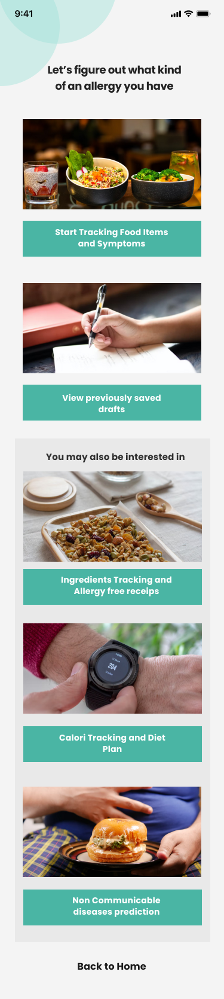 9:41
Let’s figure out what kind
of an allergy you have
Start Tracking Food Items
and Symptoms
View previously saved
drafts
You may also be interested in
Ingredients Tracking and
Allergy free receips
204
Calori Tracking and Diet
Plan
Non Communicable
diseases prediction
Back to Home